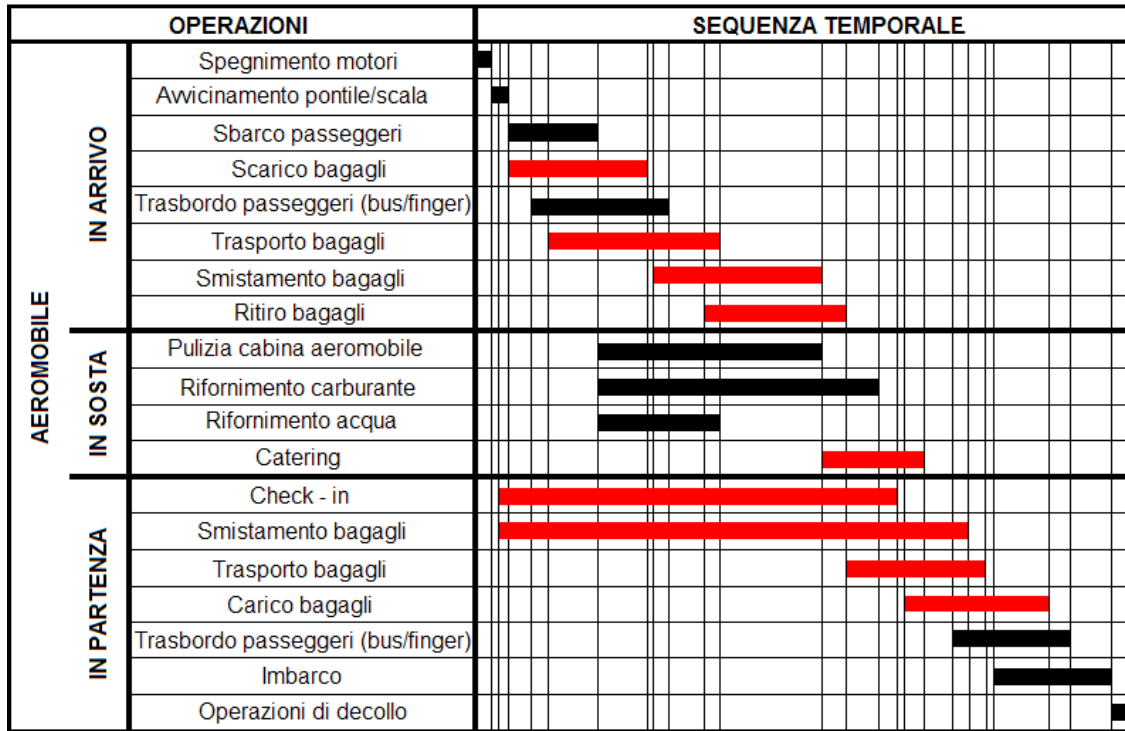 OPERAZIONI
SEQUENZA TEMPORALE
AEROMOBILE
IN ARRIVO
Spegnimento motori
Avvicinamento pontile/scala
Sbarco passeggeri
Scarico bagagli
Trasbordo passeggeri (bus/finger)
Trasporto bagagli
Smistamento bagagli
Ritiro bagagli
IN SOSTA
Pulizia cabina aeromobile
Rifornimento carburante
Rifornimento acqua
Catering
IN PARTENZA
Check - in
Smistamento bagagli
Trasporto bagagli
Carico bagagli
Trasbordo passeggeri (bus/finger)
Imbarco
Operazioni di decollo